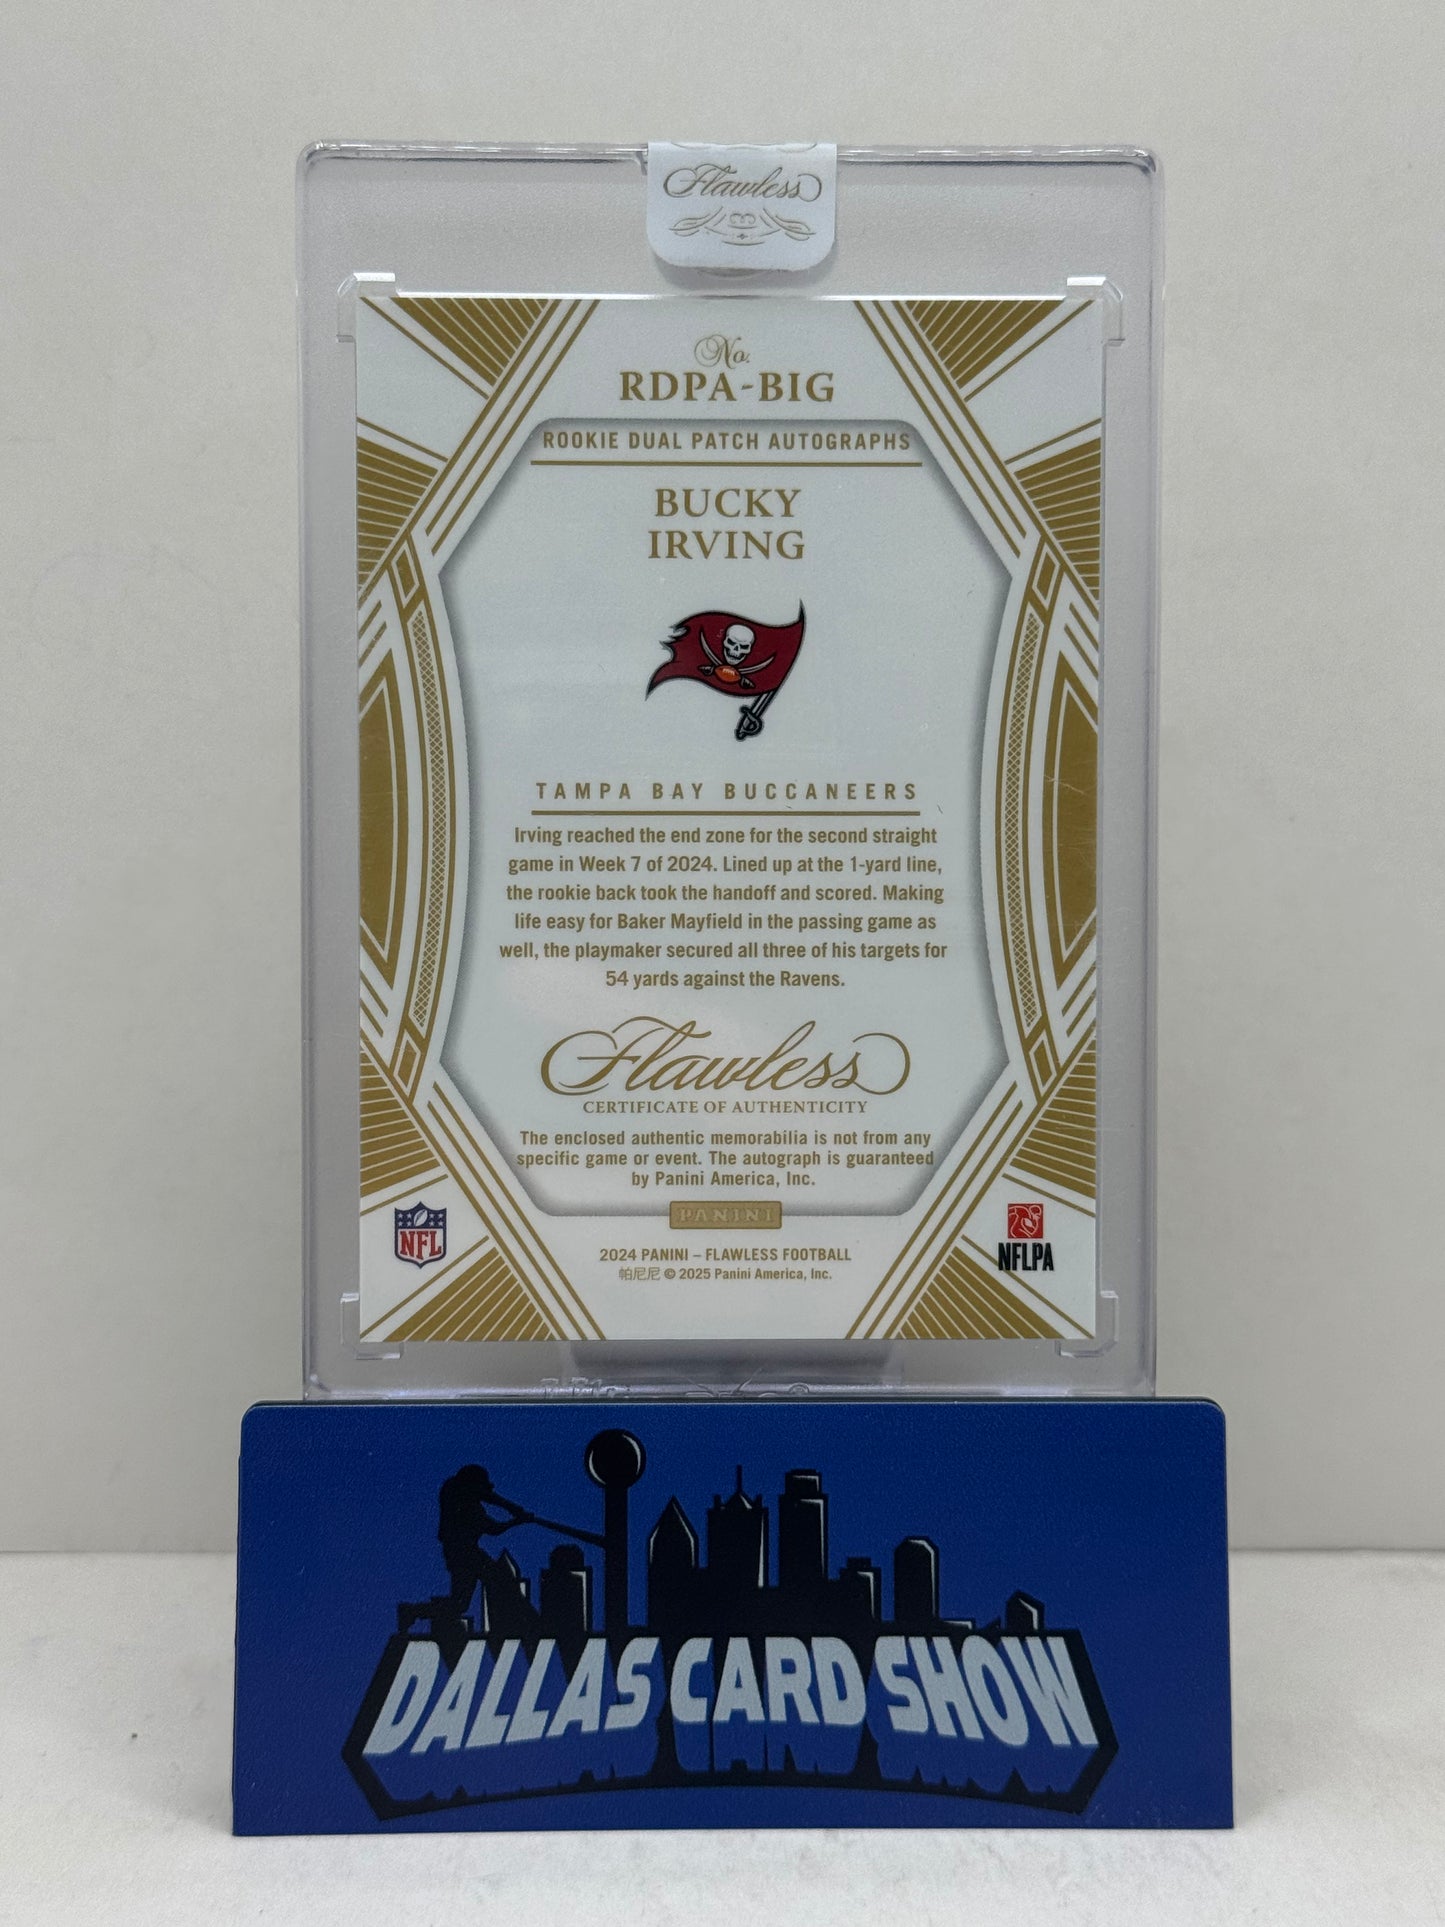 Flawless
No.
RDPA-BIG
ROOKIE DUAL PATCH AUTOGRAPHS
BUCKY
IRVING
TAMPA BAY BUCCANEERS
Irving reached the end zone for the second straight
game in Week 7 of 2024. Lined up at the 1-yard line,
the rookie back took the handoff and scored. Making
life easy for Baker Mayfield in the passing game as
well, the playmaker secured all three of his targets for
54 yards against the Ravens.
Flawless
CERTIFICATE OF AUTHENTICITY
The enclosed authentic memorabilia is not from any
specific game or event. The autograph is guaranteed
by Panini America, Inc.
PANINI
NFL
NFLPA
2024 PANINI – FLAWLESS FOOTBALL
帕尼尼 © 2025 Panini America, Inc.
DALLAS CARD SHOW